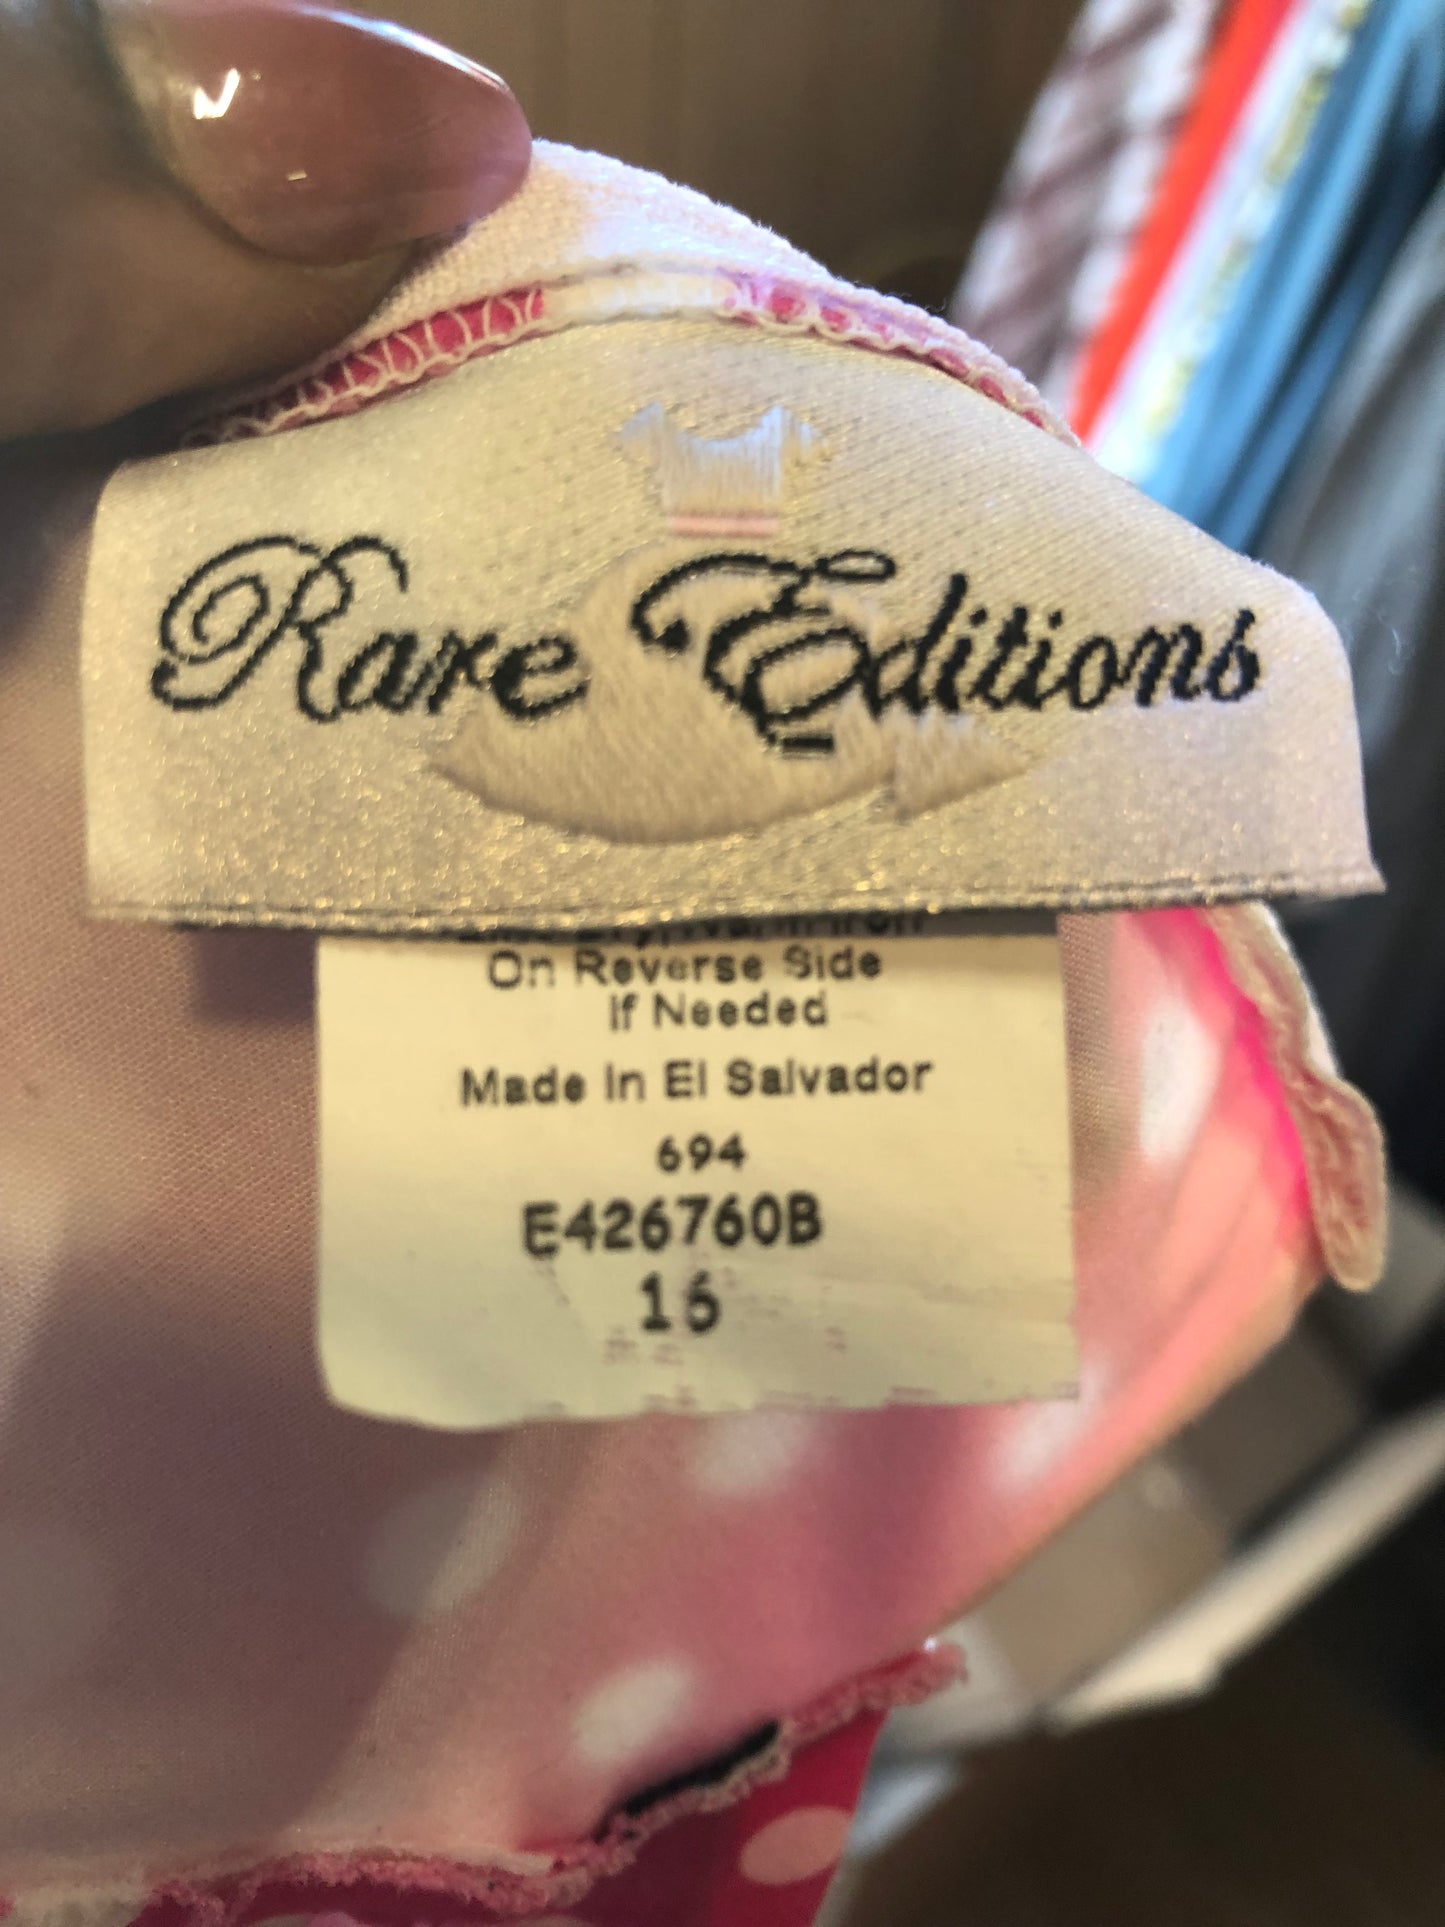 Rare Editions
On Reverse Side
If Needed
Made In El Salvador
694
E426760B
16